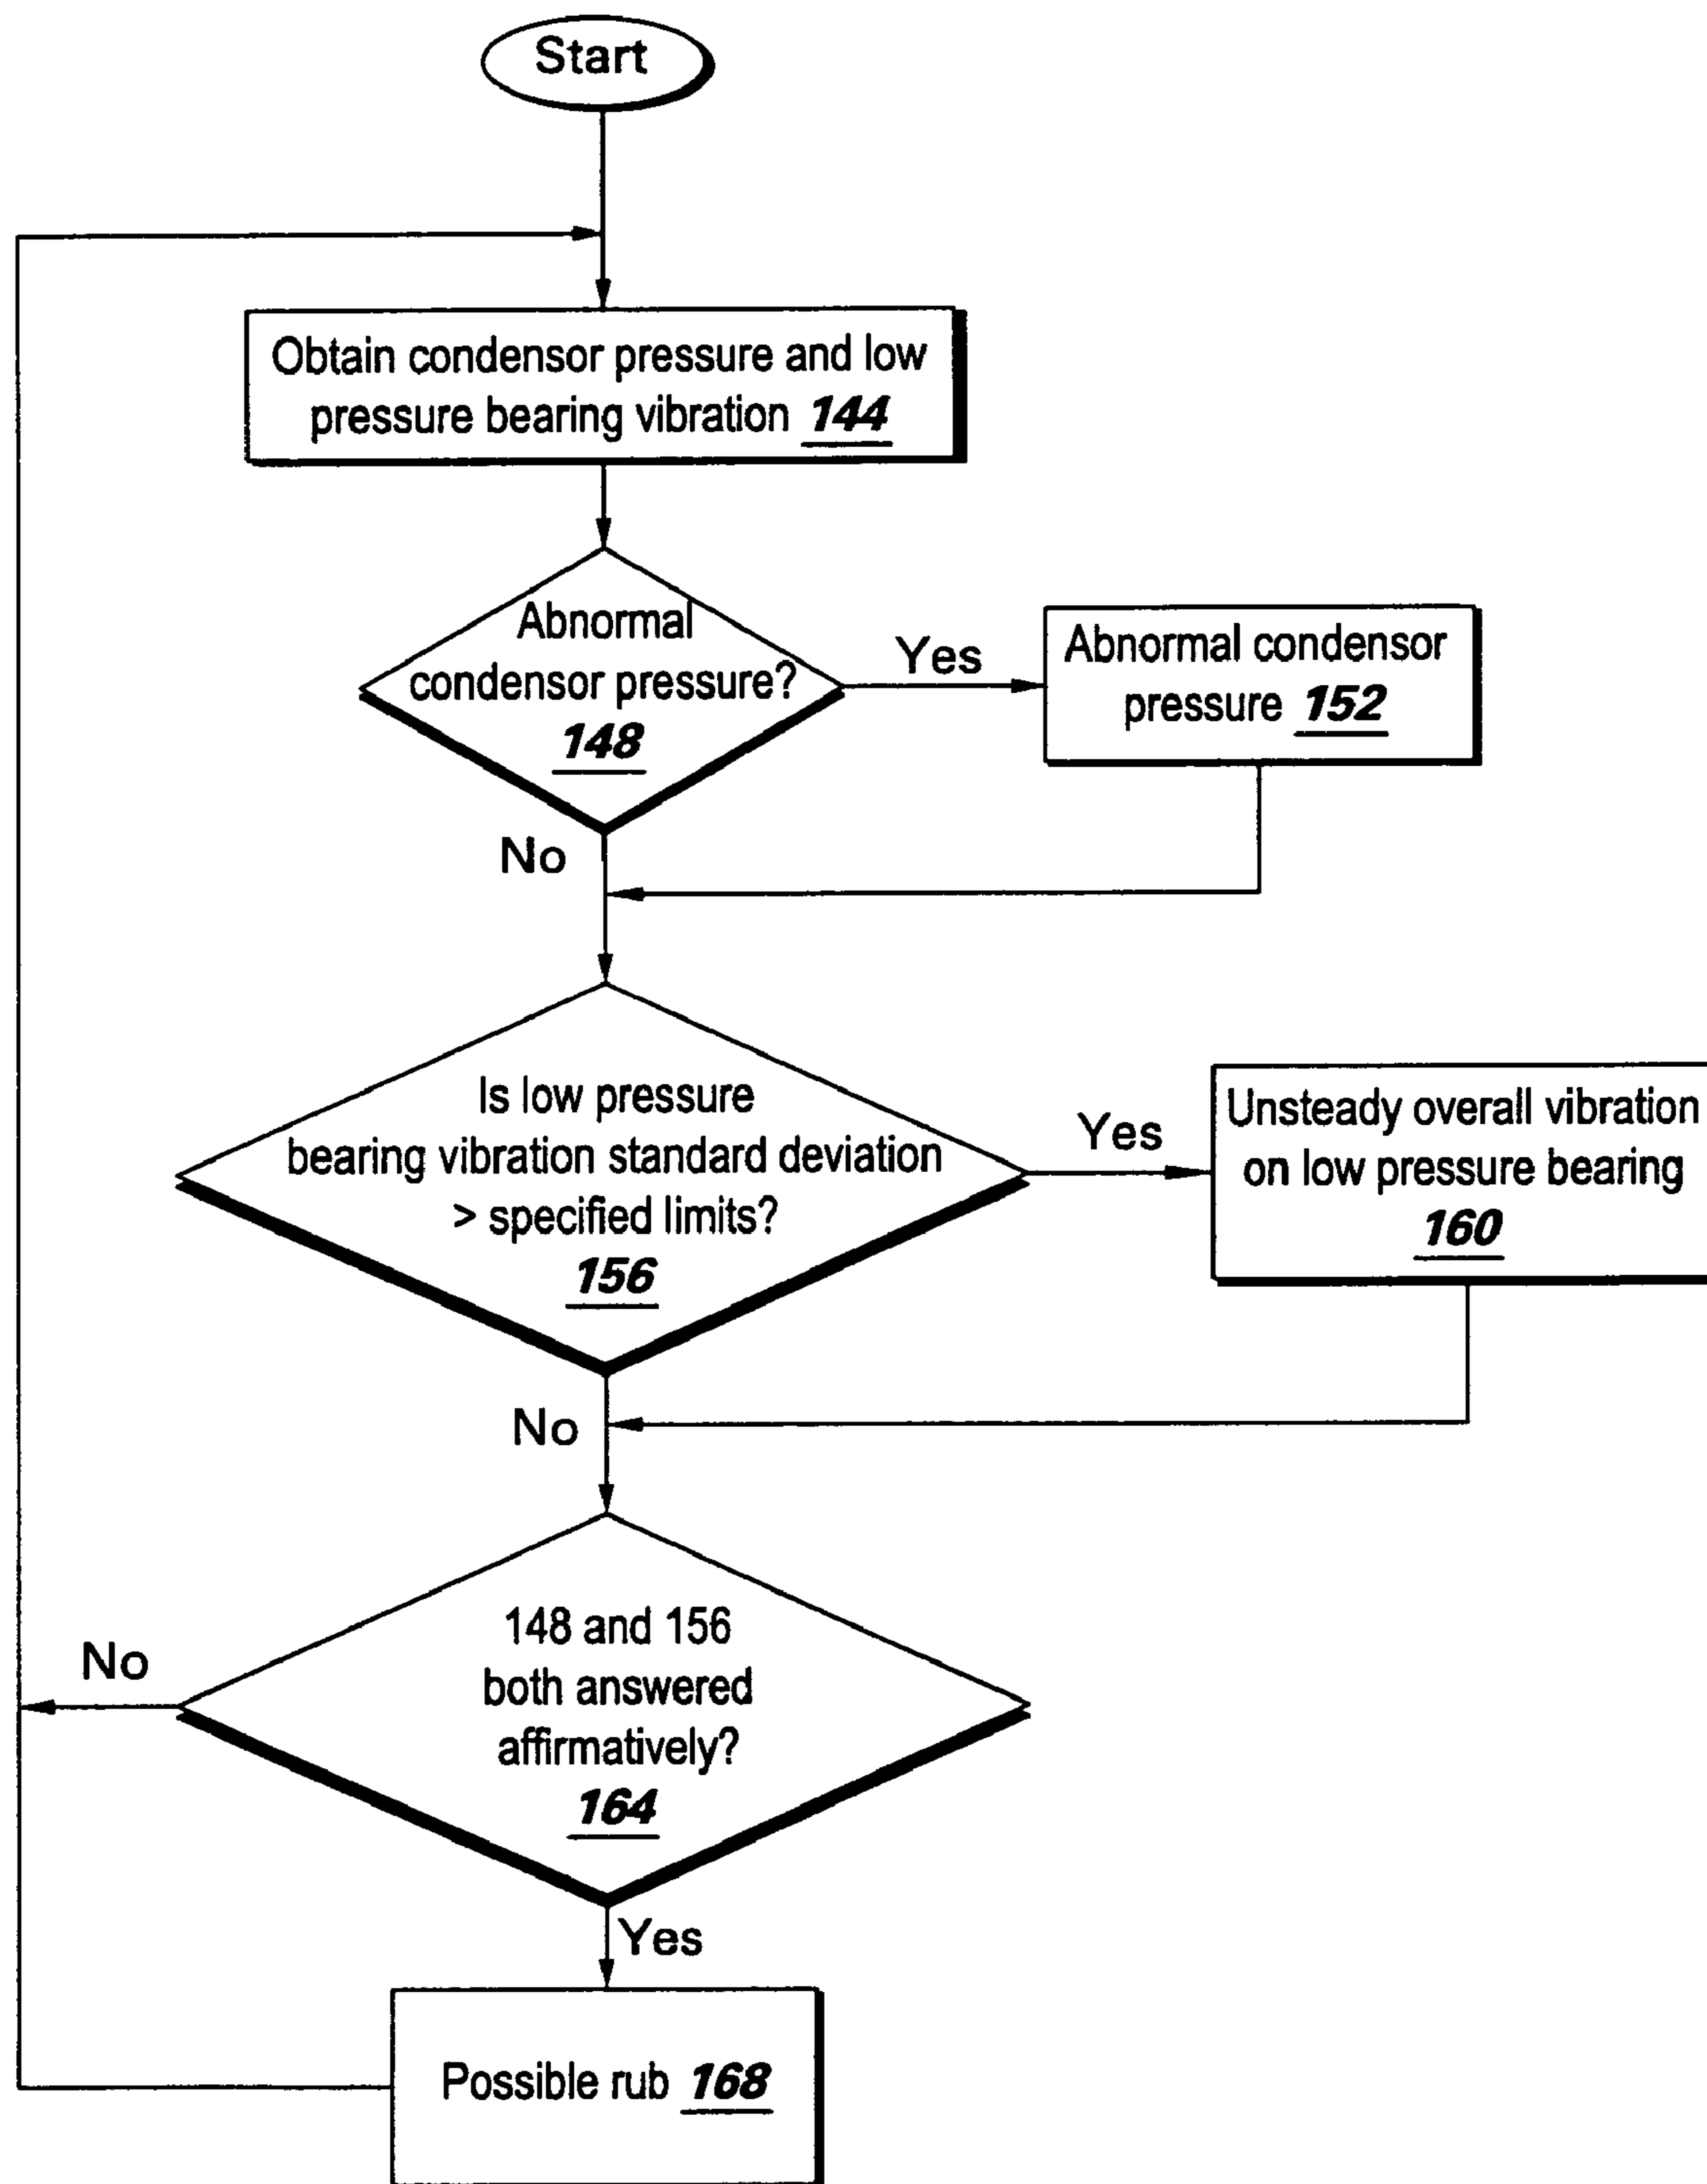 Start
Obtain condensor pressure and low
pressure bearing vibration 144
Abnormal
condensor pressure?
148
Yes
Abnormal condensor
pressure 152
No
Is low pressure
bearing vibration standard deviation
> specified limits?
156
Yes
Unsteady overall vibration
on low pressure bearing
160
No
148 and 156
both answered
affirmatively?
164
No
Yes
Possible rub 168